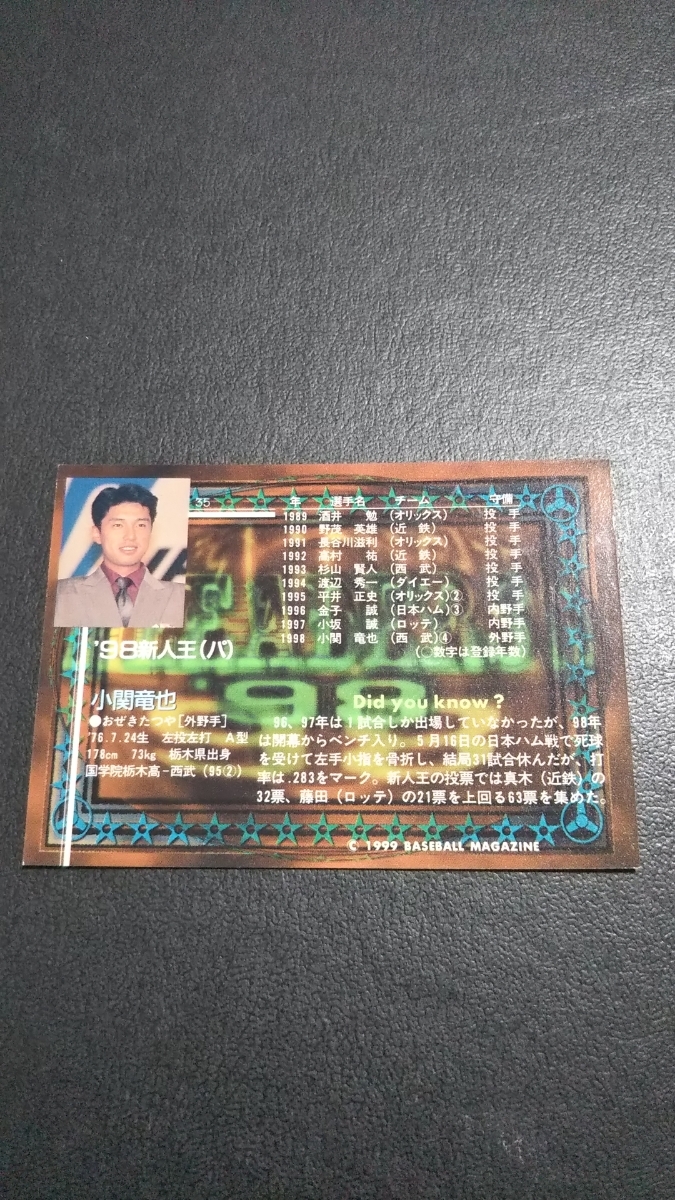 35
年 選手名 チーム 守備
1989 酒井 勉 (オリックス) 投手
1990 野茂 英雄 (近鉄) 投手
1991 長谷川滋利 (オリックス) 投手
1992 高村 祐 (近鉄) 投手
1993 杉山 賢人 (西武) 投手
1994 渡辺 秀一 (ダイエー) 投手
1995 平井 正史 (オリックス)② 投手
1996 金子 誠 (日本ハム)③ 内野手
1997 小坂 誠 (ロッテ) 内野手
1998 小関 竜也 (西武)④ 外野手
(○数字は登録年数)
'98新人王(パ)
LEADERS
'98
小関竜也
●おぜきたつや[外野手]
'76.7.24生 左投左打 A型
178cm 73kg 栃木県出身
国学院栃木高-西武(95②)
Did you know?
96、97年は1試合しか出場していなかったが、98年
は開幕からベンチ入り。5月16日の日本ハム戦で死球
を受けて左手小指を骨折し、結局31試合休んだが、打
率は.283をマーク。新人王の投票では真木(近鉄)の
32票、藤田(ロッテ)の21票を上回る63票を集めた。
C 1999 BASEBALL MAGAZINE